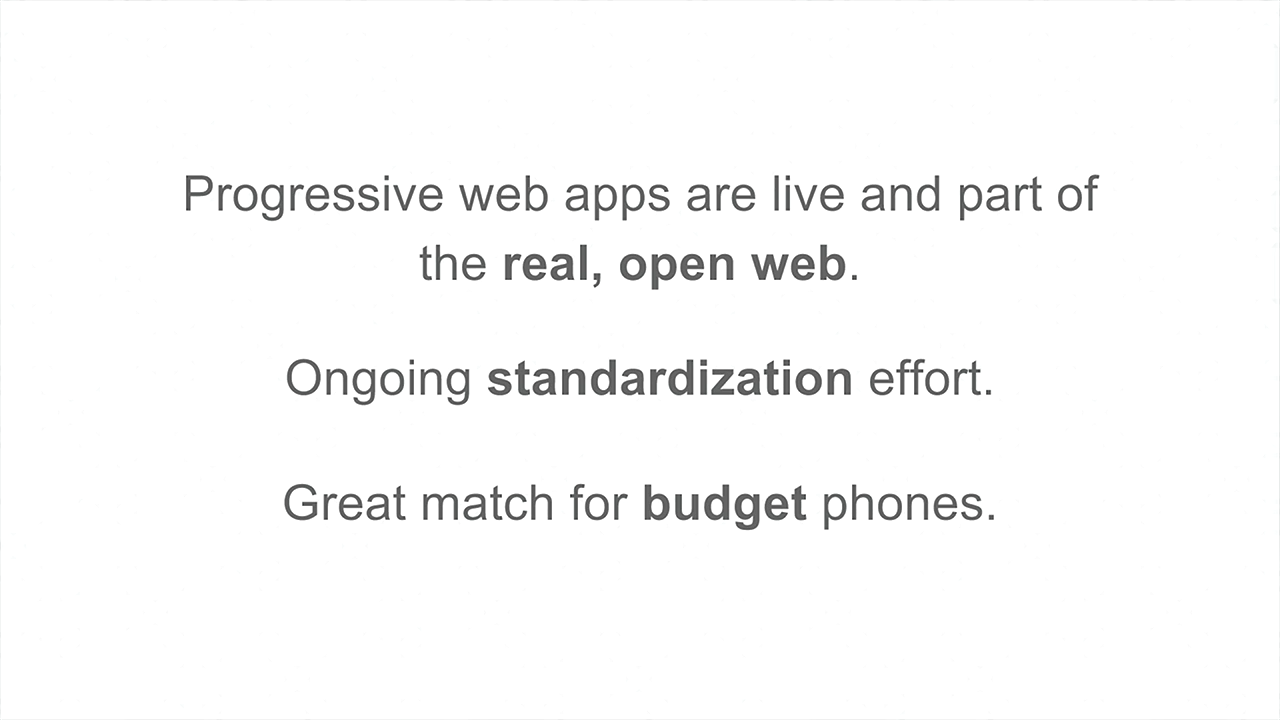 Progressive web apps are live and part of
the real, open web.
Ongoing standardization effort.
Great match for budget phones.